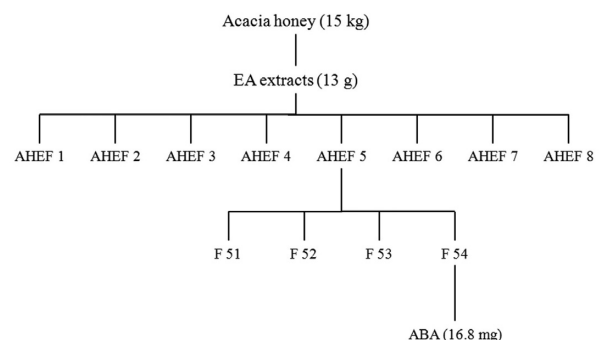 Acacia honey (15 kg)
EA extracts (13 g)
AHEF 1 AHEF 2 AHEF 3 AHEF 4 AHEF 5 AHEF 6 AHEF 7 AHEF 8
F 51 F 52 F 53 F 54
ABA (16.8 mg)